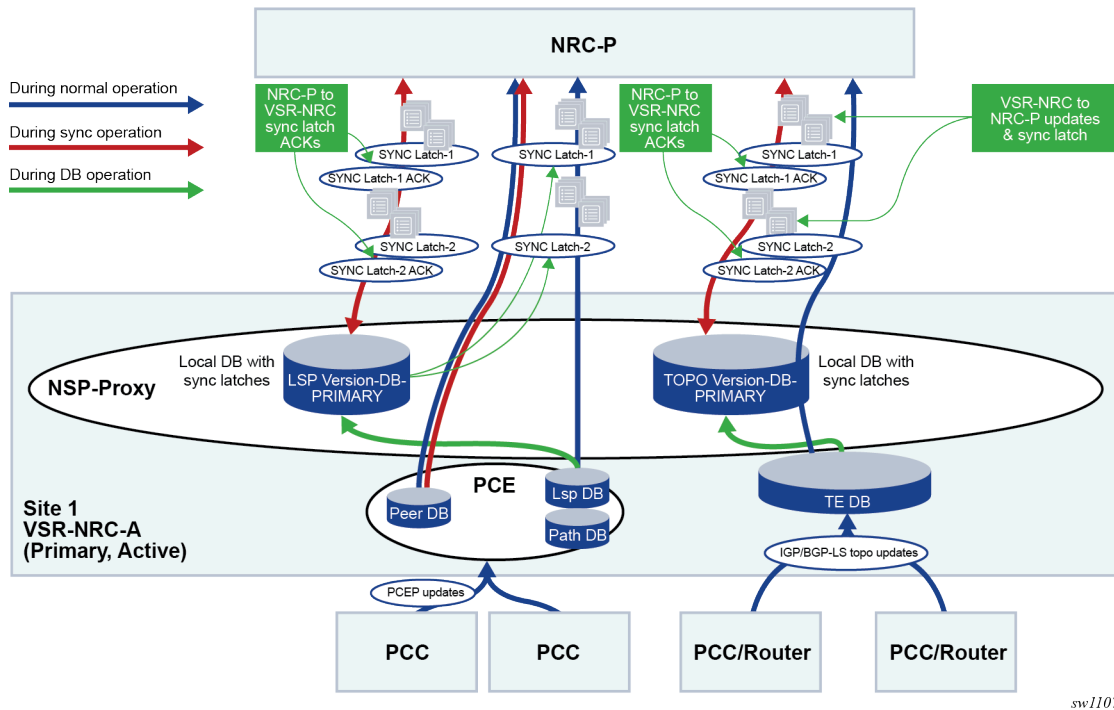 NRC-P
During normal operation
During sync operation
During DB operation
NRC-P to
VSR-NRC
sync latch
ACKs
NRC-P to
VSR-NRC
sync latch
ACKs
VSR-NRC to
NRC-P updates
& sync latch
SYNC Latch-1
SYNC Latch-1
SYNC Latch-1
SYNC Latch-1 ACK
SYNC Latch-1 ACK
SYNC Latch-2
SYNC Latch-2
SYNC Latch-2
SYNC Latch-2 ACK
SYNC Latch-2 ACK
NSP-Proxy
Local DB with
sync latches
LSP Version-DB-
PRIMARY
TOPO Version-DB-
PRIMARY
Local DB with
sync latches
PCE
Peer DB
Lsp DB
Path DB
TE DB
Site 1
VSR-NRC-A
(Primary, Active)
IGP/BGP-LS topo updates
PCEP updates
PCC
PCC
PCC/Router
PCC/Router